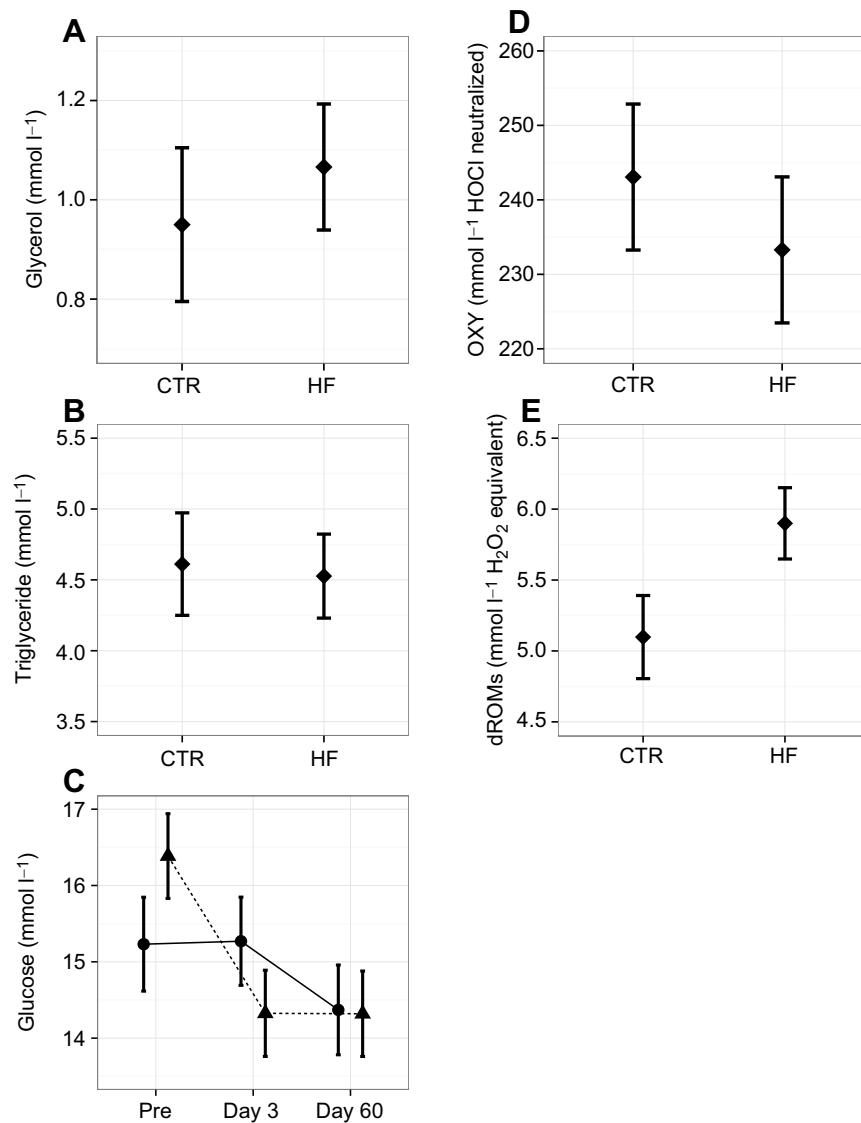 A
Glycerol (mmol l⁻¹)
1.2
1.0
0.8
CTR HF
B
Triglyceride (mmol l⁻¹)
5.5
5.0
4.5
4.0
3.5
CTR HF
C
Glucose (mmol l⁻¹)
17
16
15
14
Pre Day 3 Day 60
D
OXY (mmol l⁻¹ HOCl neutralized)
260
250
240
230
220
CTR HF
E
dROMs (mmol l⁻¹ H₂O₂ equivalent)
6.5
6.0
5.5
5.0
4.5
CTR HF